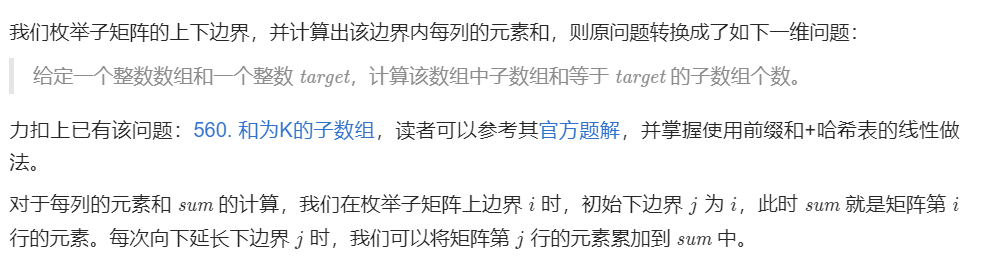 我们枚举子矩阵的上下边界，并计算出该边界内每列的元素和，则原问题转换成了如下一维问题：
给定一个整数数组和一个整数 target，计算该数组中子数组和等于 target 的子数组个数。
力扣上已有该问题：560. 和为K的子数组，读者可以参考其官方题解，并掌握使用前缀和+哈希表的线性做
法。
对于每列的元素和 sum 的计算，我们在枚举子矩阵上边界 i 时，初始下边界 j 为 i，此时 sum 就是矩阵第 i
行的元素。每次向下延长下边界 j 时，我们可以将矩阵第 j 行的元素累加到 sum 中。